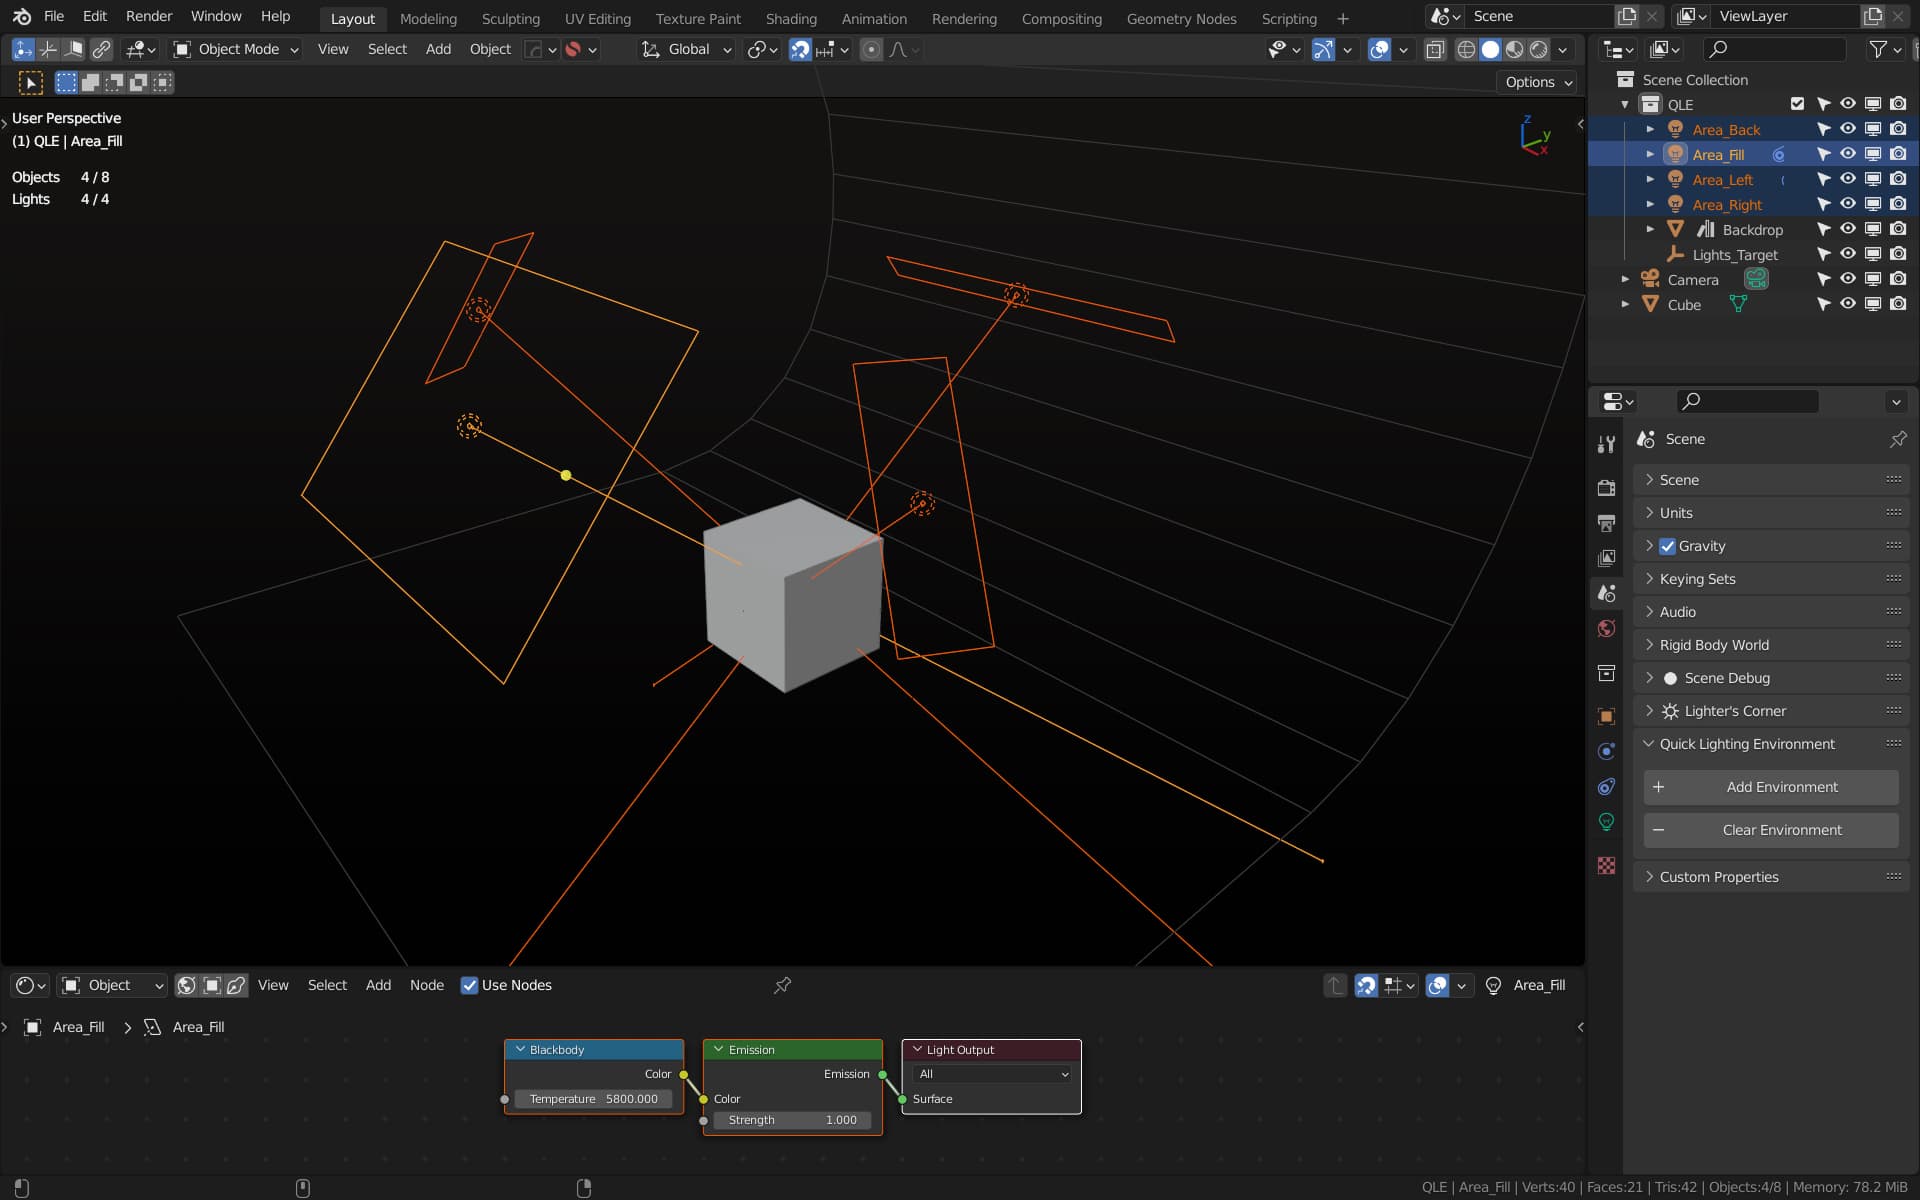 File Edit Render Window Help Layout Modeling Sculpting UV Editing Texture Paint Shading Animation Rendering Compositing Geometry Nodes Scripting + Scene ViewLayer
Object Mode View Select Add Object Global
Options
User Perspective
(1) QLE | Area_Fill
Objects 4 / 8
Lights 4 / 4
Z
Y
X
Scene Collection
QLE
Area_Back
Area_Fill
Area_Left
Area_Right
Backdrop
Lights_Target
Camera
Cube
Scene
Scene
Units
Gravity
Keying Sets
Audio
Rigid Body World
Scene Debug
Lighter's Corner
Quick Lighting Environment
Add Environment
Clear Environment
Custom Properties
Object View Select Add Node Use Nodes Area_Fill
Area_Fill > Area_Fill
Blackbody
Color
Temperature 5800.000
Emission
Emission
Color
Strength 1.000
Light Output
All
Surface
QLE | Area_Fill | Verts:40 | Faces:21 | Tris:42 | Objects:4/8 | Memory: 78.2 MiB